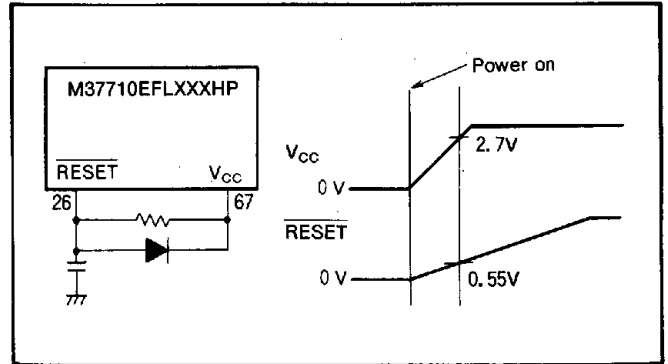 M37710EFLXXXHP
RESET
VCC
26
67
Power on
VCC
2.7V
0 V
RESET
0 V
0.55V